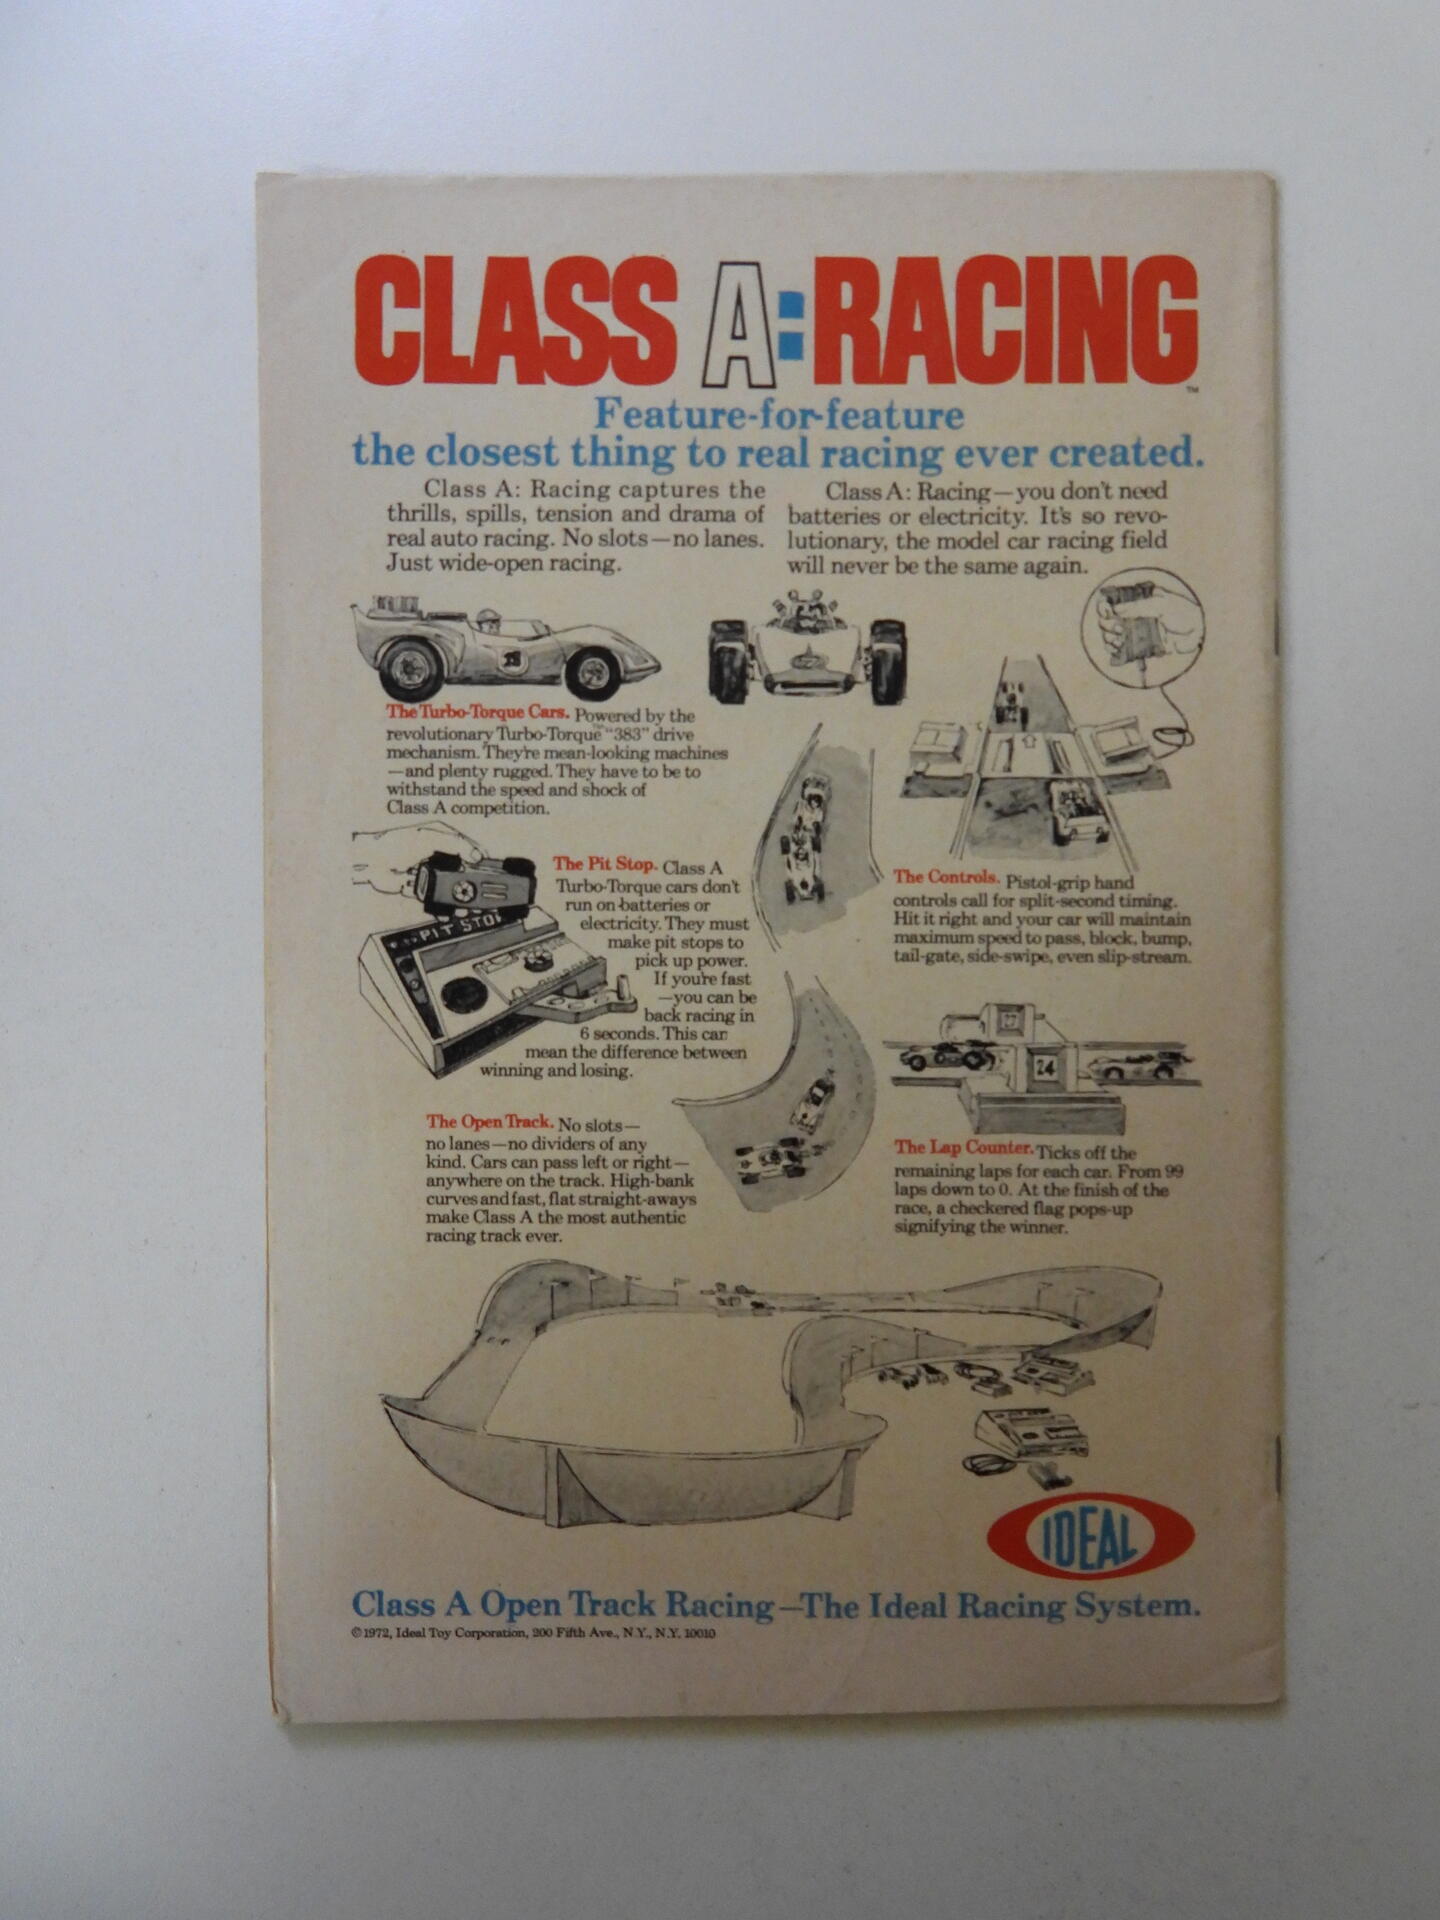 CLASS A:RACING
TM
Feature-for-feature
the closest thing to real racing ever created.
Class A: Racing captures the
thrills, spills, tension and drama of
real auto racing. No slots—no lanes.
Just wide-open racing.
Class A: Racing—you don't need
batteries or electricity. It's so revo-
lutionary, the model car racing field
will never be the same again.
The Turbo-Torque Cars. Powered by the
revolutionary Turbo-Torque™ "383" drive
mechanism. They're mean-looking machines
—and plenty rugged. They have to be to
withstand the speed and shock of
Class A competition.
PIT STOP
The Pit Stop. Class A
Turbo-Torque cars don't
run on batteries or
electricity. They must
make pit stops to
pick up power.
If you're fast
—you can be
back racing in
6 seconds. This can
mean the difference between
winning and losing.
The Controls. Pistol-grip hand
controls call for split-second timing.
Hit it right and your car will maintain
maximum speed to pass, block, bump,
tail-gate, side-swipe, even slip-stream.
24
The Open Track. No slots—
no lanes—no dividers of any
kind. Cars can pass left or right—
anywhere on the track. High-bank
curves and fast, flat straight-aways
make Class A the most authentic
racing track ever.
The Lap Counter. Ticks off the
remaining laps for each car. From 99
laps down to 0. At the finish of the
race, a checkered flag pops-up
signifying the winner.
IDEAL
Class A Open Track Racing—The Ideal Racing System.
©1972, Ideal Toy Corporation, 200 Fifth Ave., N.Y., N.Y. 10010